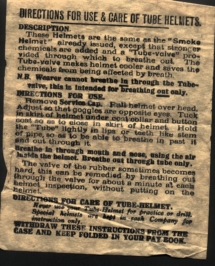 DIRECTIONS FOR USE & CARE OF TUBE HELMETS.
DESCRIPTION.
These Helmets are the same as the "Smoke
Helmet" already issued, except that stronger
chemicals are added and a "Tube-valve" pro-
vided through which to breathe out. The
Tube-valve makes helmet cooler and saves the
chemicals from being affected by breath.
N.B. Wearer cannot breathe in through the Tube-
valve, this is intended for breathing out only.
DIRECTIONS FOR USE.
Remove Service Cap. Pull helmet over head.
Adjust so that goggles are opposite eyes. Tuck
in skirts of helmet under coat collar and button
coat so as to close in skirt of helmet. Hold
the "Tube" lightly in lips or teeth like stem
of pipe, so as to be able to breathe in past it
and out through it.
Breathe in through mouth and nose, using the air
inside the helmet. Breathe out through tube only.
The valve of the rubber sometimes becomes
hard, this can be remedied by breathing out
through the valve for about a minute at each
helmet inspection, without putting on the
helmet.
DIRECTIONS FOR CARE OF TUBE-HELMET.
Do not use your Tube-Helmet for practice or drill.
Special helmets are kept in each Company for
instruction.
WITHDRAW THESE INSTRUCTIONS FROM THE
CASE AND KEEP FOLDED IN YOUR PAY BOOK.